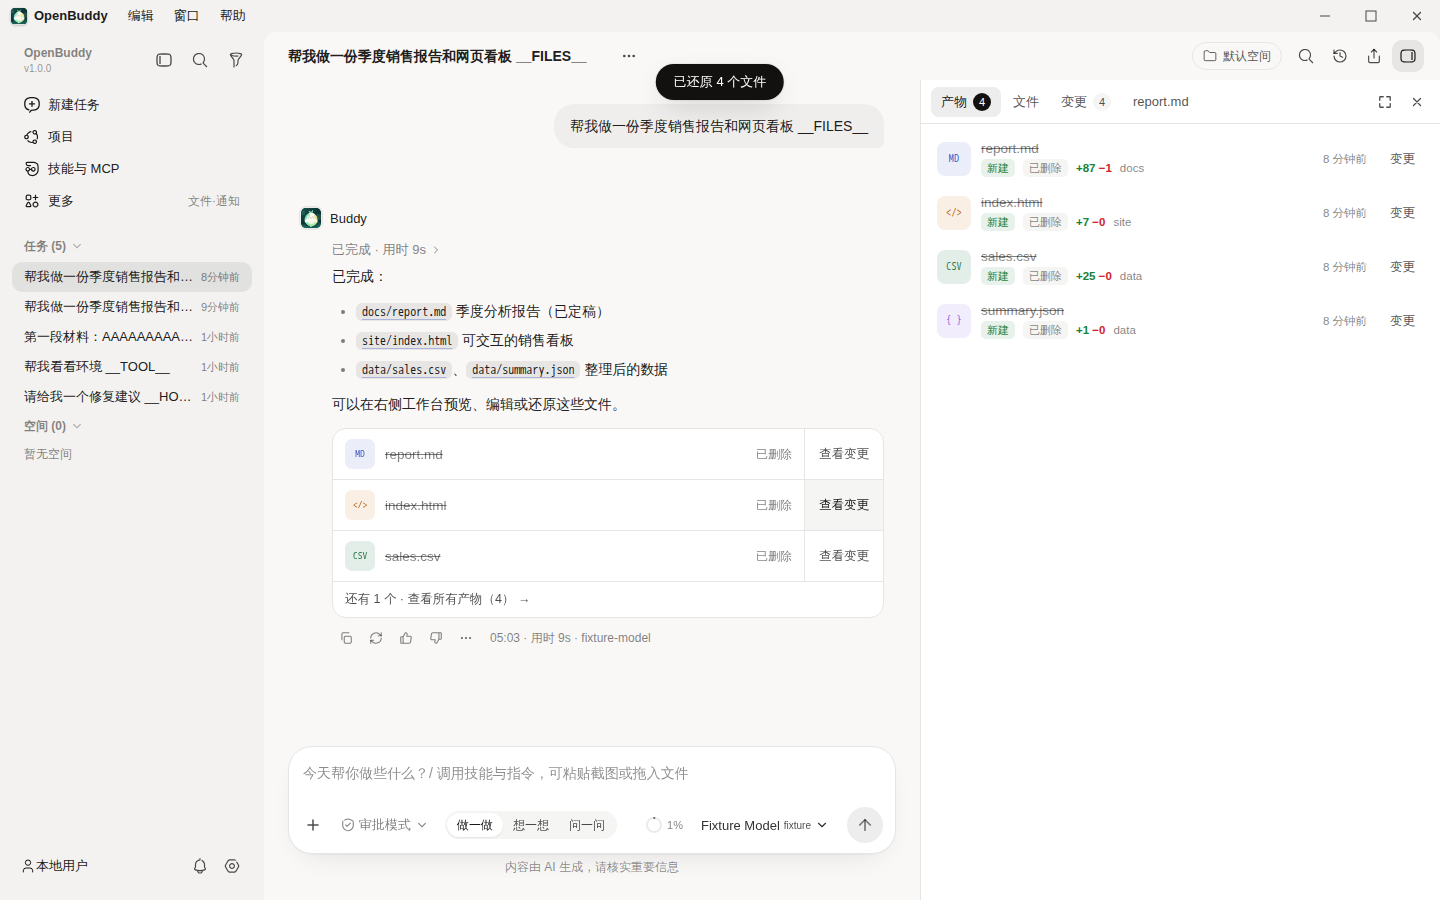 OpenBuddy 编辑 窗口 帮助
OpenBuddy
v1.0.0
新建任务
项目
技能与 MCP
更多 文件·通知
任务 (5)
帮我做一份季度销售报告和... 8分钟前
帮我做一份季度销售报告和... 9分钟前
第一段材料：AAAAAAAAA... 1小时前
帮我看看环境 __TOOL__ 1小时前
请给我一个修复建议 __HO... 1小时前
空间 (0)
暂无空间
本地用户
帮我做一份季度销售报告和网页看板 __FILES__
默认空间
已还原 4 个文件
帮我做一份季度销售报告和网页看板 __FILES__
Buddy
已完成 · 用时 9s
已完成：
docs/report.md 季度分析报告（已定稿）
site/index.html 可交互的销售看板
data/sales.csv、data/summary.json 整理后的数据
可以在右侧工作台预览、编辑或还原这些文件。
MD report.md 已删除 查看变更
</> index.html 已删除 查看变更
CSV sales.csv 已删除 查看变更
还有 1 个 · 查看所有产物（4） →
05:03 · 用时 9s · fixture-model
今天帮你做些什么？/ 调用技能与指令，可粘贴截图或拖入文件
审批模式 做一做 想一想 问一问 1% Fixture Model fixture
内容由 AI 生成，请核实重要信息
产物 4 文件 变更 4 report.md
MD report.md
新建 已删除 +87 −1 docs 8 分钟前 变更
</> index.html
新建 已删除 +7 −0 site 8 分钟前 变更
CSV sales.csv
新建 已删除 +25 −0 data 8 分钟前 变更
{ } summary.json
新建 已删除 +1 −0 data 8 分钟前 变更